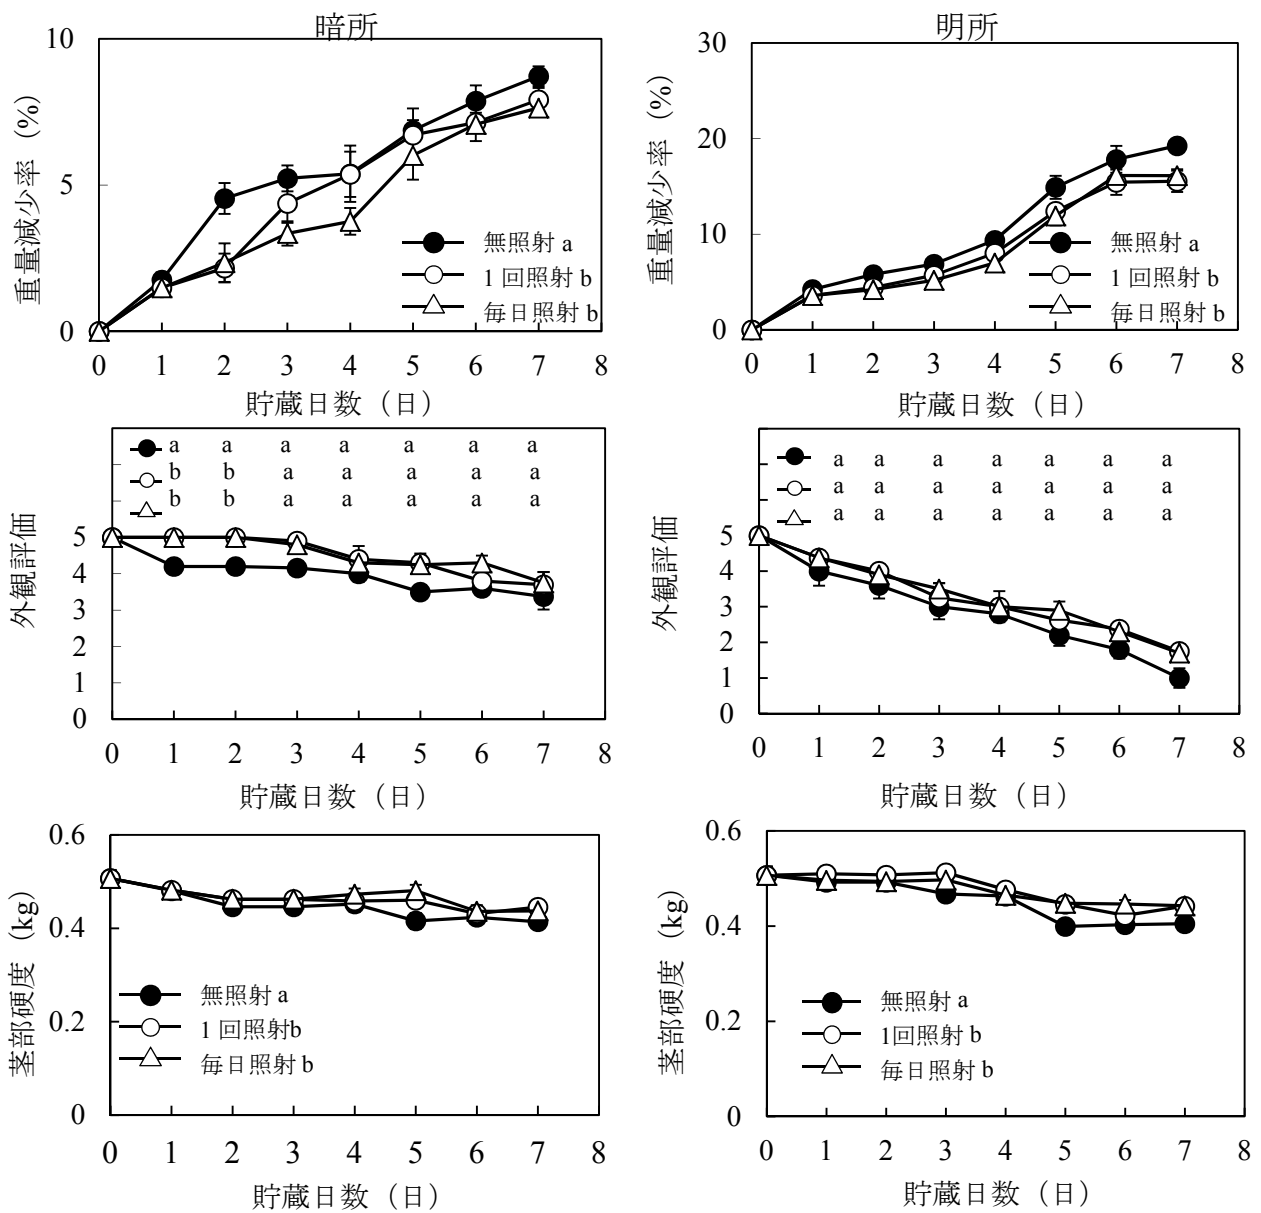 暗所
10
5
0
重量減少率（%）
無照射 a
1 回照射 b
毎日照射 b
0 1 2 3 4 5 6 7 8
貯蔵日数（日）
明所
30
20
10
0
重量減少率（%）
無照射 a
1 回照射 b
毎日照射 b
0 1 2 3 4 5 6 7 8
貯蔵日数（日）
a a a a a a a
b b a a a a a
b b a a a a a
5
4
3
2
1
0
外観評価
0 1 2 3 4 5 6 7 8
貯蔵日数（日）
a a a a a a a
a a a a a a a
a a a a a a a
5
4
3
2
1
0
外観評価
0 1 2 3 4 5 6 7 8
貯蔵日数（日）
0.6
0.4
0.2
0
茎部硬度（kg）
無照射 a
1 回照射b
毎日照射 b
0 1 2 3 4 5 6 7 8
貯蔵日数（日）
0.6
0.4
0.2
0
茎部硬度（kg）
無照射 a
1回照射 b
毎日照射 b
0 1 2 3 4 5 6 7 8
貯蔵日数（日）